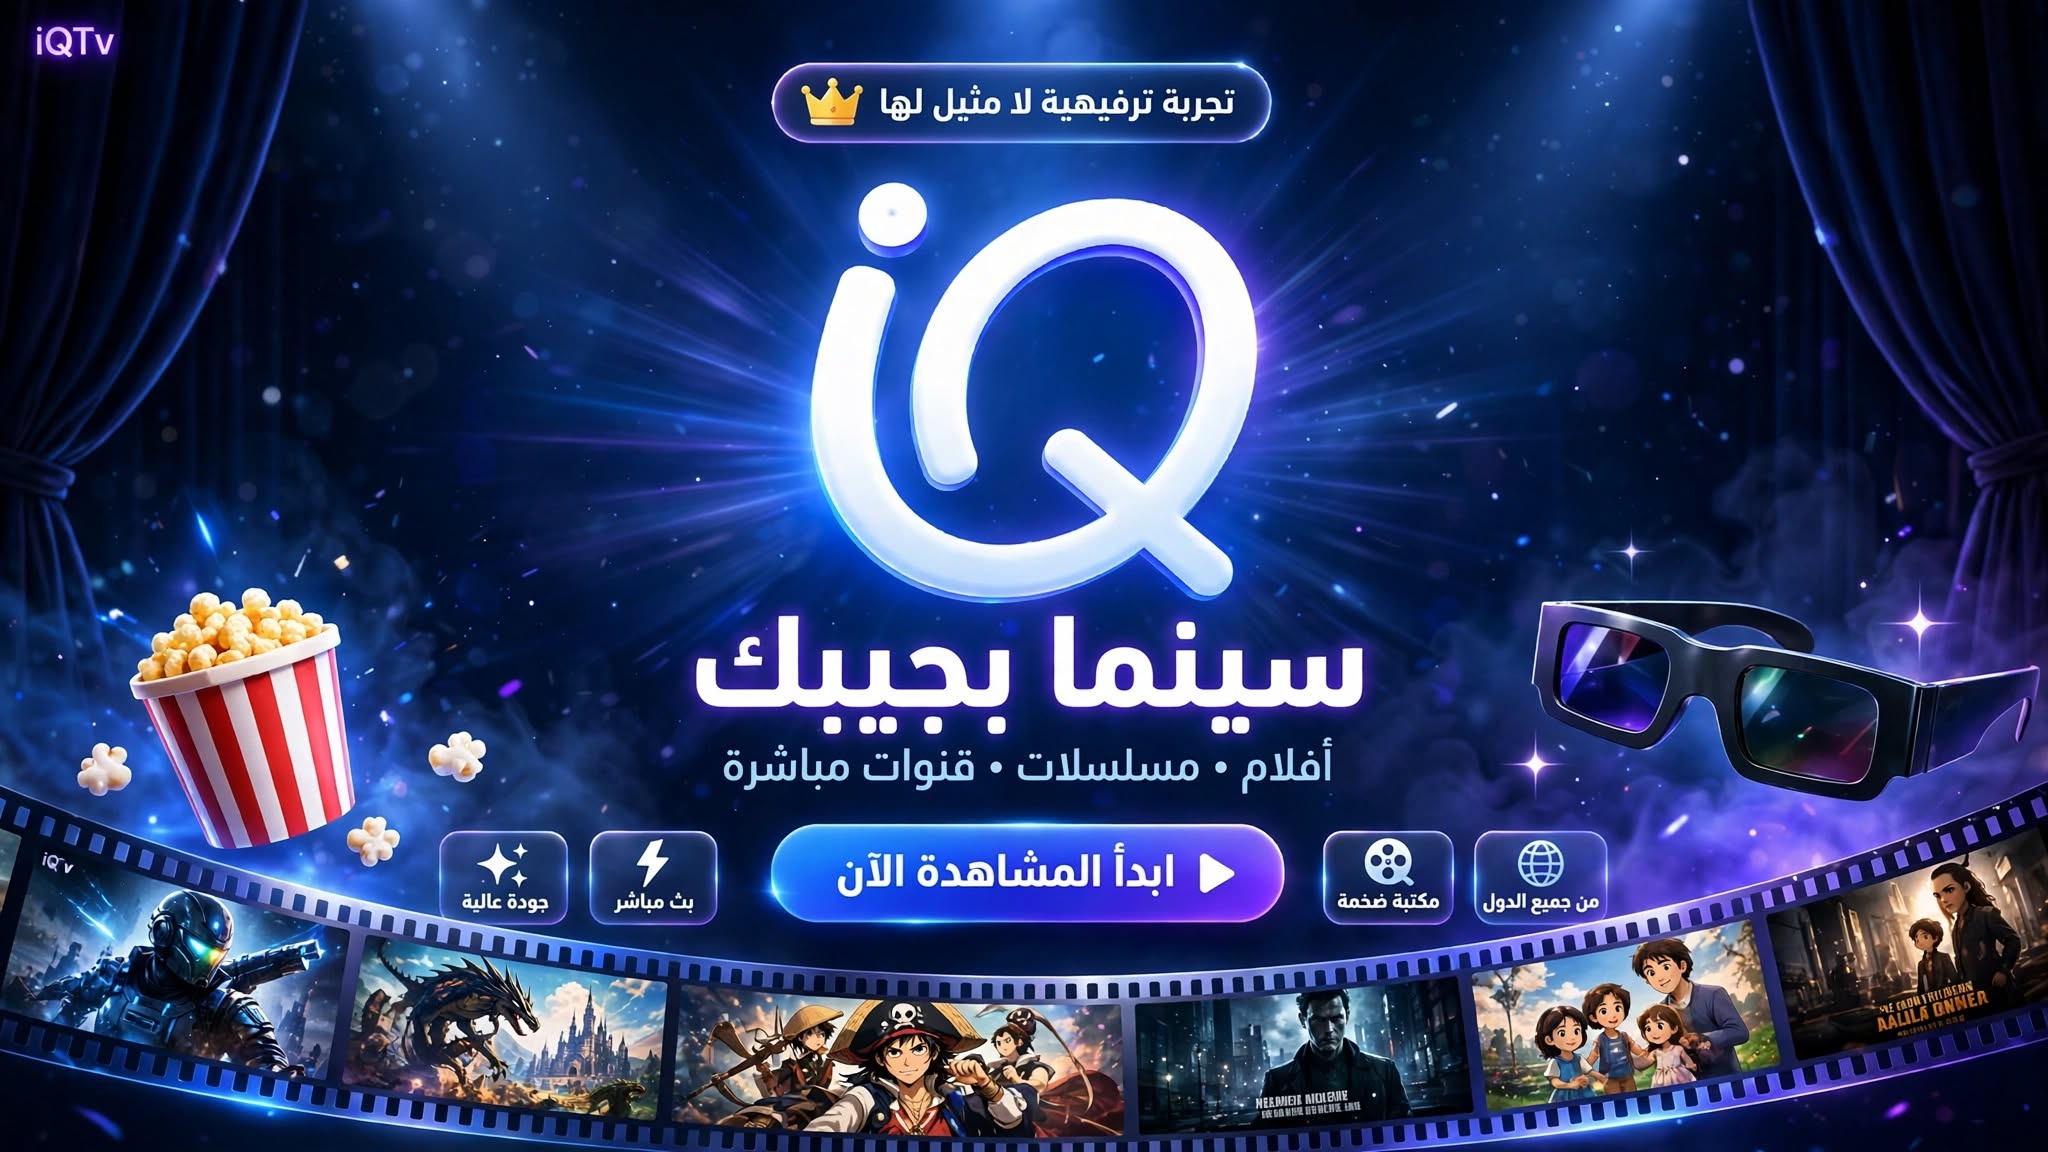 iQTv
تجربة ترفيهية لا مثيل لها
iQ
سينما بجيبك
أفلام • مسلسلات • قنوات مباشرة
جودة عالية
بث مباشر
ابدأ المشاهدة الآن
مكتبة ضخمة
من جميع الدول